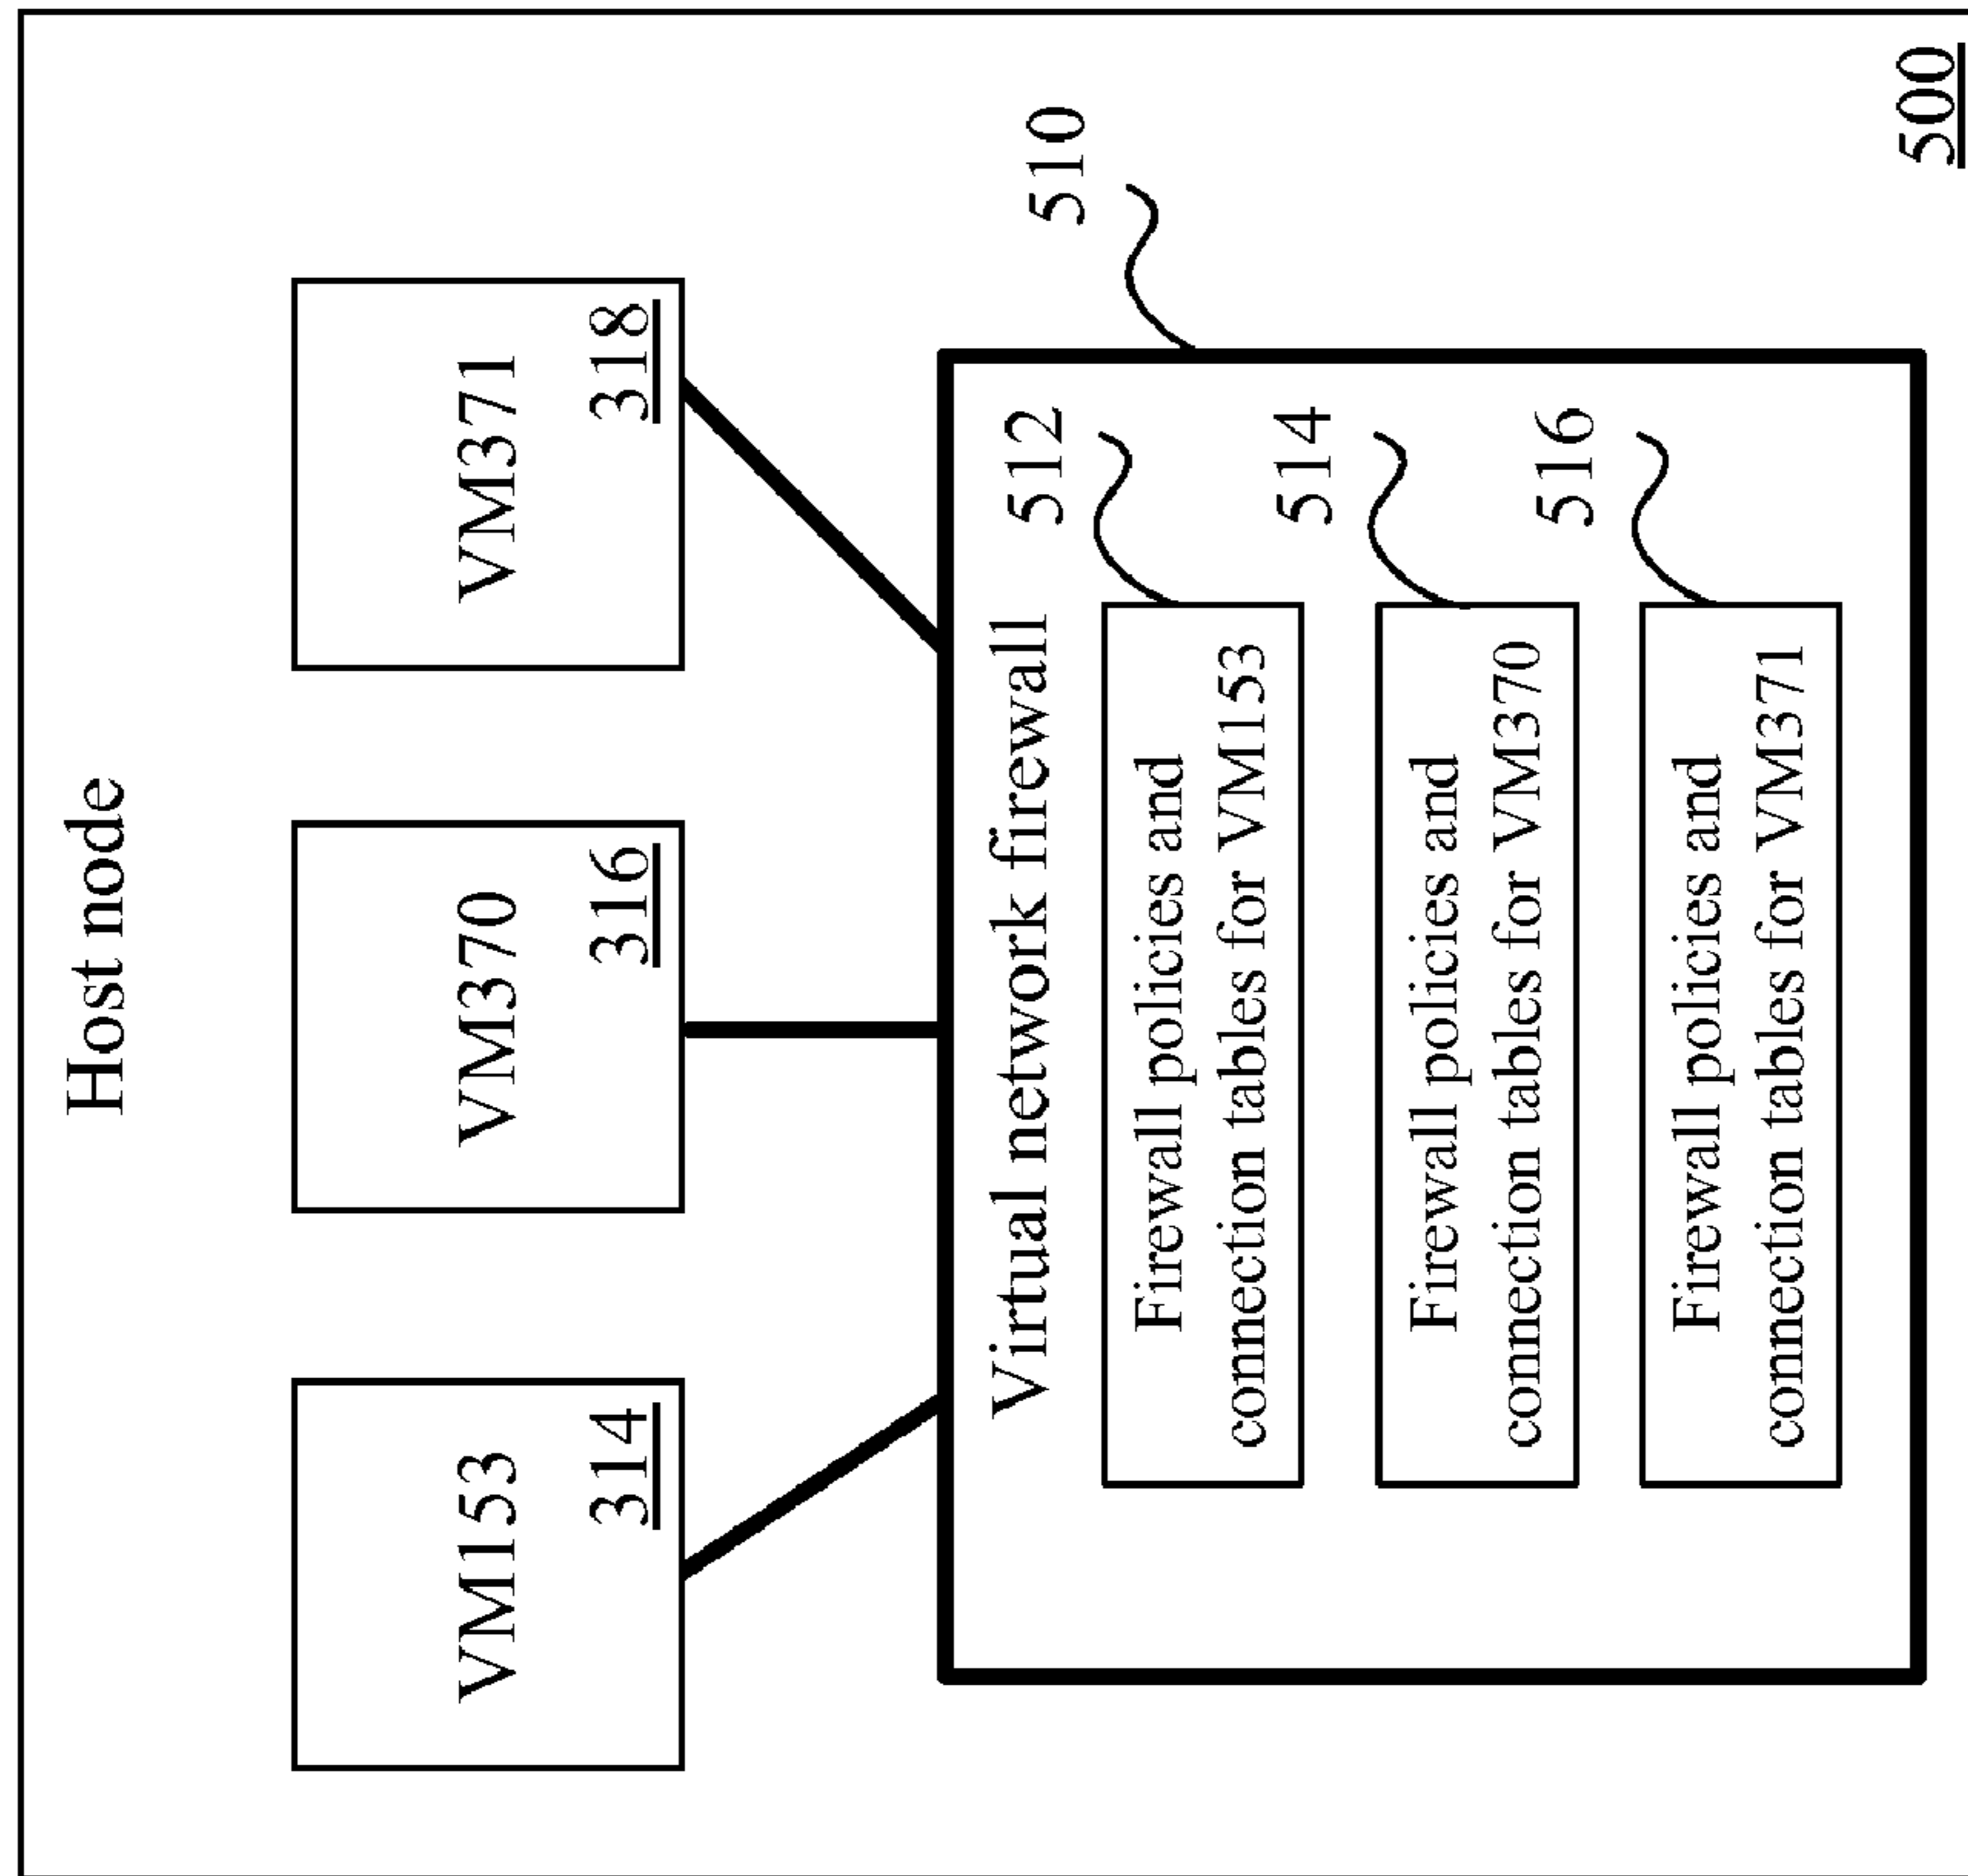 Host node
VM153
314
VM370
316
VM371
318
510
Virtual network firewall
512
Firewall policies and
connection tables for VM153
514
Firewall policies and
connection tables for VM370
516
Firewall policies and
connection tables for VM371
500